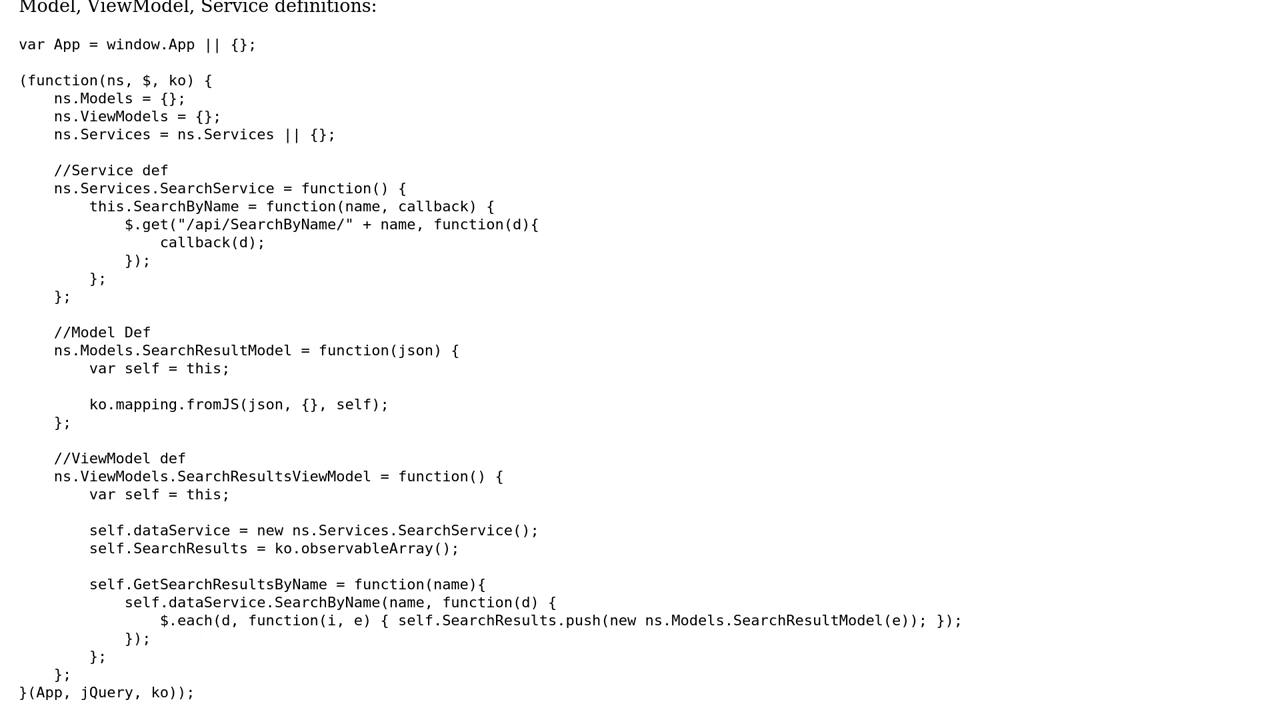 Model, ViewModel, Service definitions:
var App = window.App || {};
(function(ns, $, ko) {
    ns.Models = {};
    ns.ViewModels = {};
    ns.Services = ns.Services || {};
    //Service def
    ns.Services.SearchService = function() {
        this.SearchByName = function(name, callback) {
            $.get("/api/SearchByName/" + name, function(d){
                callback(d);
            });
        };
    };
    //Model Def
    ns.Models.SearchResultModel = function(json) {
        var self = this;
        ko.mapping.fromJS(json, {}, self);
    };
    //ViewModel def
    ns.ViewModels.SearchResultsViewModel = function() {
        var self = this;
        self.dataService = new ns.Services.SearchService();
        self.SearchResults = ko.observableArray();
        self.GetSearchResultsByName = function(name){
            self.dataService.SearchByName(name, function(d) {
                $.each(d, function(i, e) { self.SearchResults.push(new ns.Models.SearchResultModel(e)); });
            });
        };
    };
}(App, jQuery, ko));